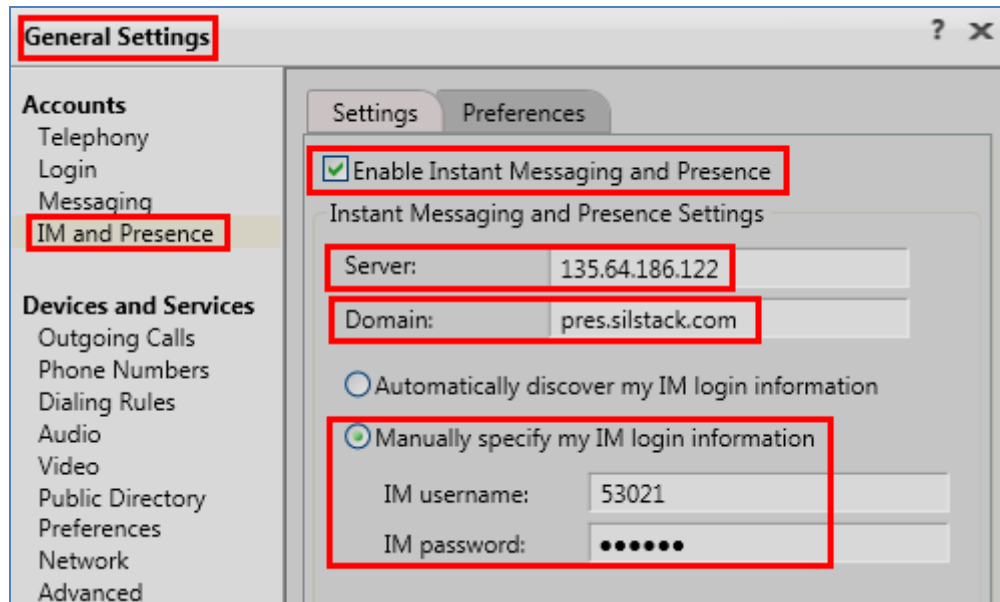 General Settings
? ×
Accounts
Telephony
Login
Messaging
IM and Presence
Devices and Services
Outgoing Calls
Phone Numbers
Dialing Rules
Audio
Video
Public Directory
Preferences
Network
Advanced
Settings Preferences
Enable Instant Messaging and Presence
Instant Messaging and Presence Settings
Server: 135.64.186.122
Domain: pres.silstack.com
Automatically discover my IM login information
Manually specify my IM login information
IM username: 53021
IM password: ••••••